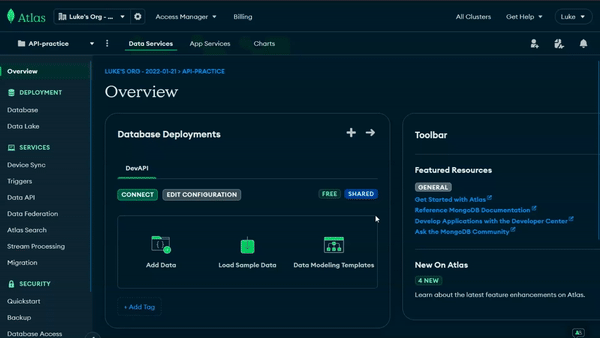 Atlas
Luke's Org - ...
Access Manager
Billing
All Clusters
Get Help
Luke
API-practice
Data Services
App Services
Charts
Overview
DEPLOYMENT
Database
Data Lake
SERVICES
Device Sync
Triggers
Data API
Data Federation
Atlas Search
Stream Processing
Migration
SECURITY
Quickstart
Backup
Database Access
LUKE'S ORG - 2022-01-21 > API-PRACTICE
Overview
Database Deployments
DevAPI
CONNECT
EDIT CONFIGURATION
FREE
SHARED
Add Data
Load Sample Data
Data Modeling Templates
+ Add Tag
Toolbar
Featured Resources
GENERAL
Get Started with Atlas
Reference MongoDB Documentation
Develop Applications with the Developer Center
Ask the MongoDB Community
New On Atlas
4 NEW
Learn about the latest feature enhancements on Atlas.